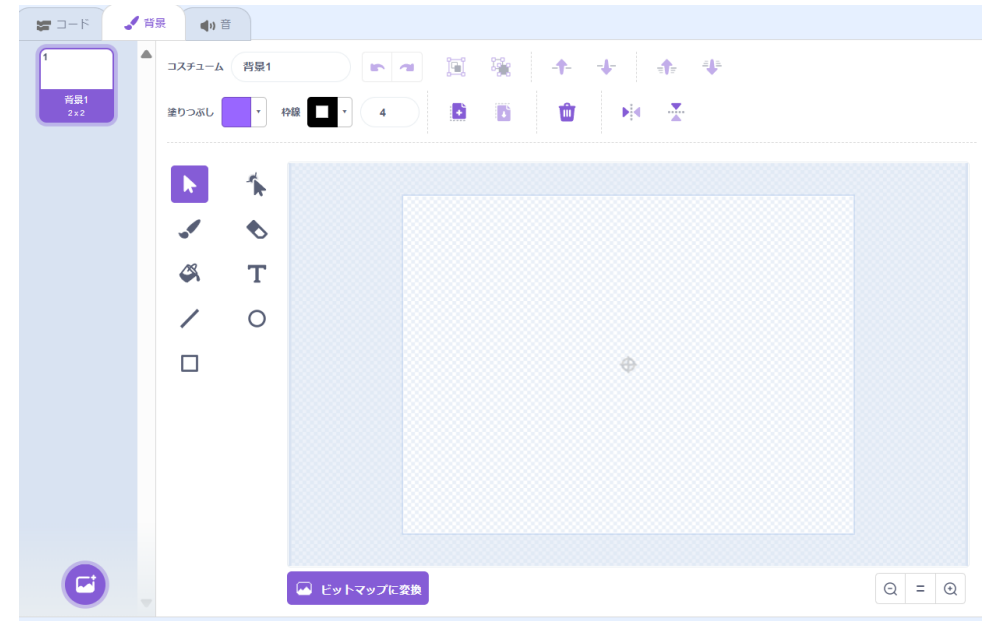 コード
背景
音
1
背景1
2 x 2
コスチューム 背景1
塗りつぶし 枠線 4
T
ビットマップに変換